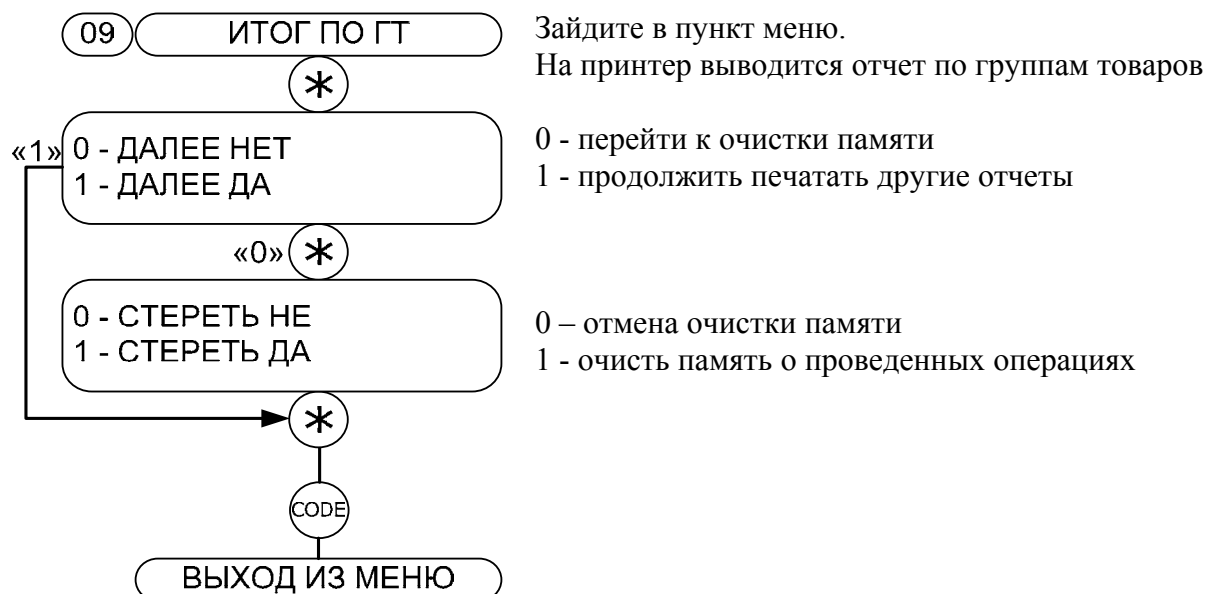 09 ИТОГ ПО ГТ
Зайдите в пункт меню.
На принтер выводится отчет по группам товаров
*
«1» 0 - ДАЛЕЕ НЕТ
1 - ДАЛЕЕ ДА
0 - перейти к очистки памяти
1 - продолжить печатать другие отчеты
«0» *
0 - СТЕРЕТЬ НЕ
1 - СТЕРЕТЬ ДА
0 – отмена очистки памяти
1 - очисть память о проведенных операциях
*
CODE
ВЫХОД ИЗ МЕНЮ